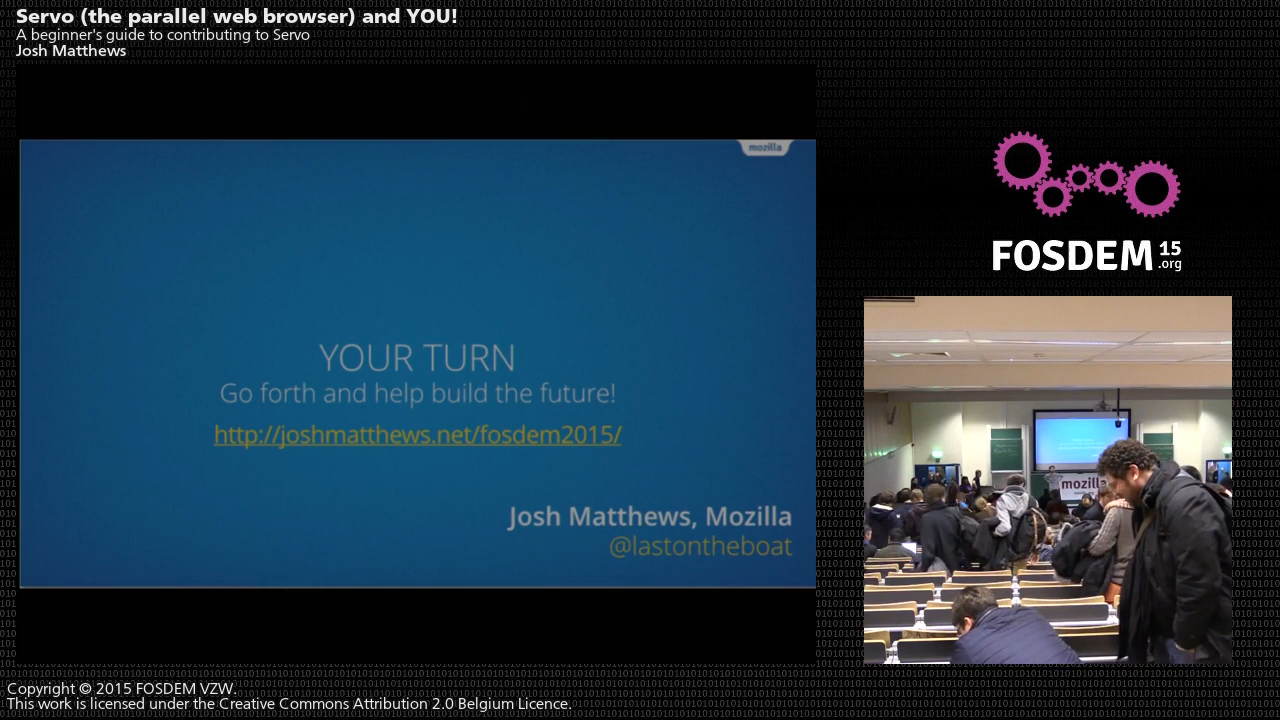 Servo (the parallel web browser) and YOU!
A beginner's guide to contributing to Servo
Josh Matthews
mozilla
YOUR TURN
Go forth and help build the future!
http://joshmatthews.net/fosdem2015/
Josh Matthews, Mozilla
@lastontheboat
FOSDEM 15
.org
mozilla
Copyright © 2015 FOSDEM VZW.
This work is licensed under the Creative Commons Attribution 2.0 Belgium Licence.